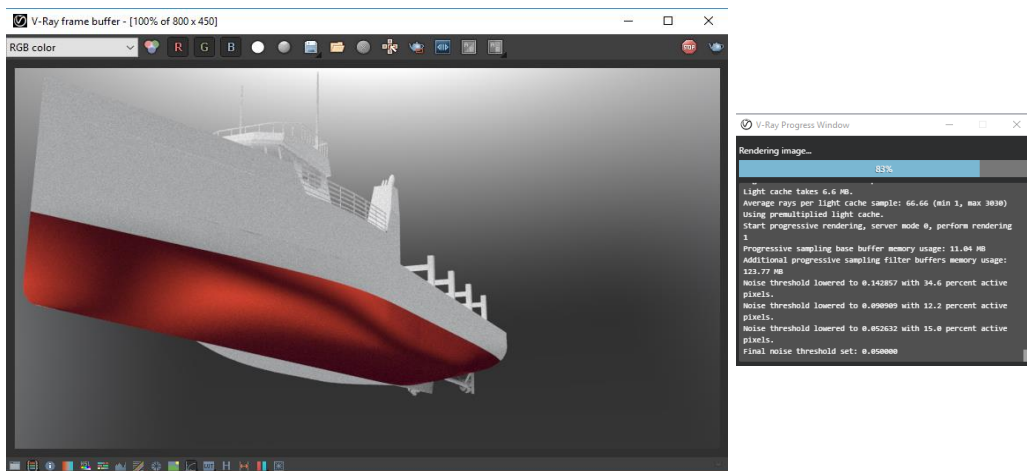 V-Ray frame buffer - [100% of 800 x 450]
RGB color
R G B
STOP
V-Ray Progress Window
Rendering image...
83%
Light cache takes 6.6 MB.
Average rays per light cache sample: 66.66 (min 1, max 3030)
Using premultiplied light cache.
Start progressive rendering, server mode 0, perform rendering
1
Progressive sampling base buffer memory usage: 11.04 MB
Additional progressive sampling filter buffers memory usage:
123.77 MB
Noise threshold lowered to 0.142857 with 34.6 percent active
pixels.
Noise threshold lowered to 0.090909 with 12.2 percent active
pixels.
Noise threshold lowered to 0.052632 with 15.0 percent active
pixels.
Final noise threshold set: 0.050000
H